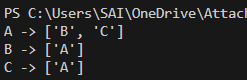 PS C:\Users\SAI\OneDrive\Attac
A -> ['B', 'C']
B -> ['A']
C -> ['A']